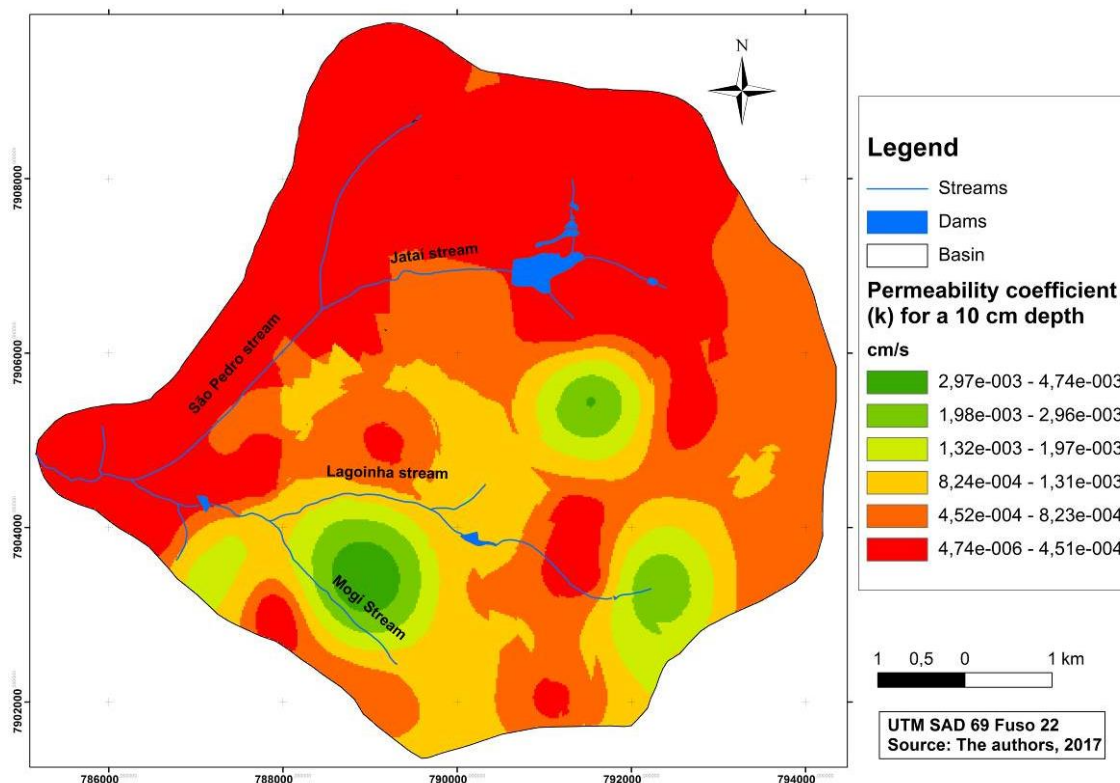 N
7908000
7906000
7904000
7902000
Jataí stream
São Pedro stream
Lagoinha stream
Mogi Stream
786000
788000
790000
792000
794000
Legend
Streams
Dams
Basin
Permeability coefficient
(k) for a 10 cm depth
cm/s
2,97e-003 - 4,74e-003
1,98e-003 - 2,96e-003
1,32e-003 - 1,97e-003
8,24e-004 - 1,31e-003
4,52e-004 - 8,23e-004
4,74e-006 - 4,51e-004
1 0,5 0 1 km
UTM SAD 69 Fuso 22
Source: The authors, 2017